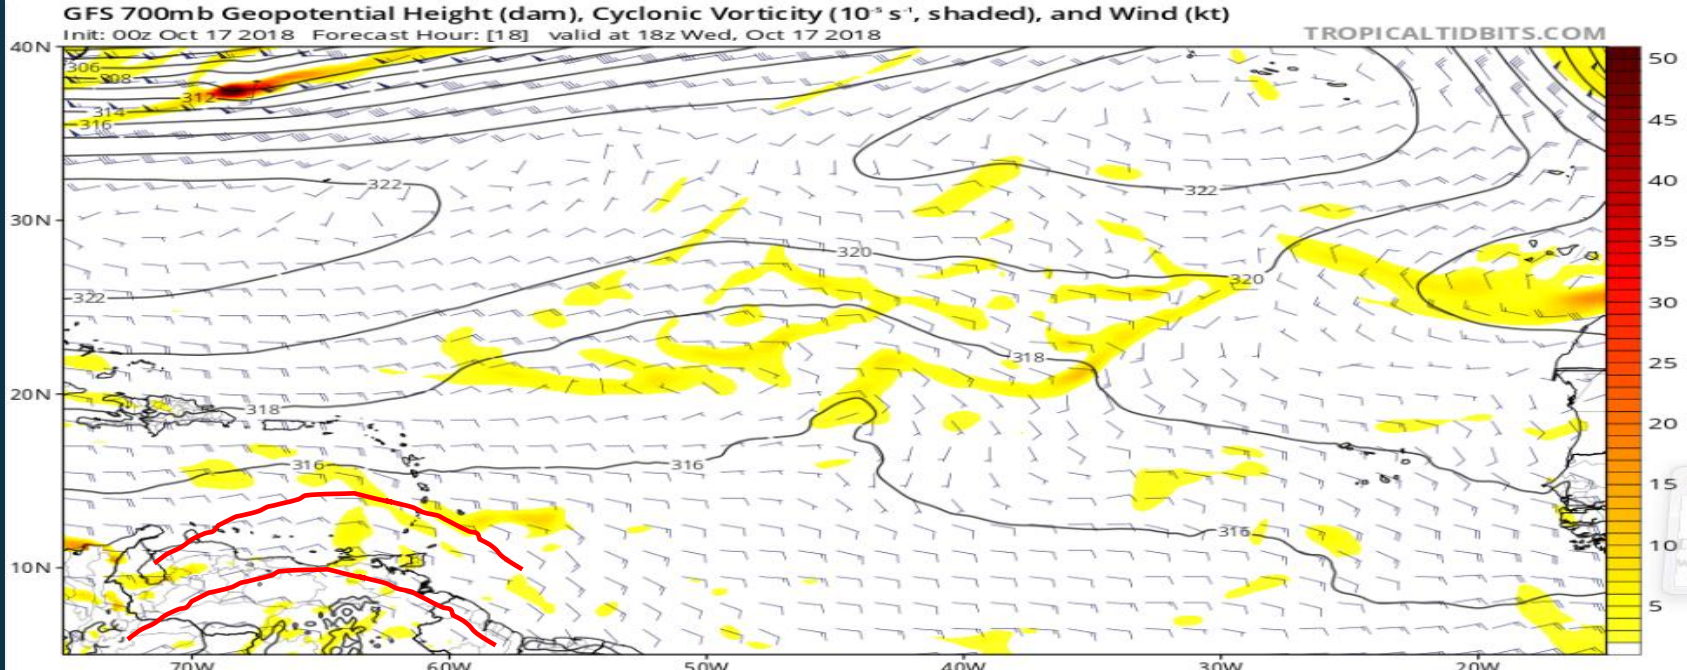 GFS 700mb Geopotential Height (dam), Cyclonic Vorticity (10⁻⁵ s⁻¹, shaded), and Wind (kt)
Init: 00z Oct 17 2018 Forecast Hour: [18] valid at 18z Wed, Oct 17 2018
TROPICALTIDBITS.COM
40N
306
308
312
314
316
322
322
30N
320
320
322
318
20N
318
316
316
316
10N
70W
60W
50W
40W
30W
20W
50
45
40
35
30
25
20
15
10
5